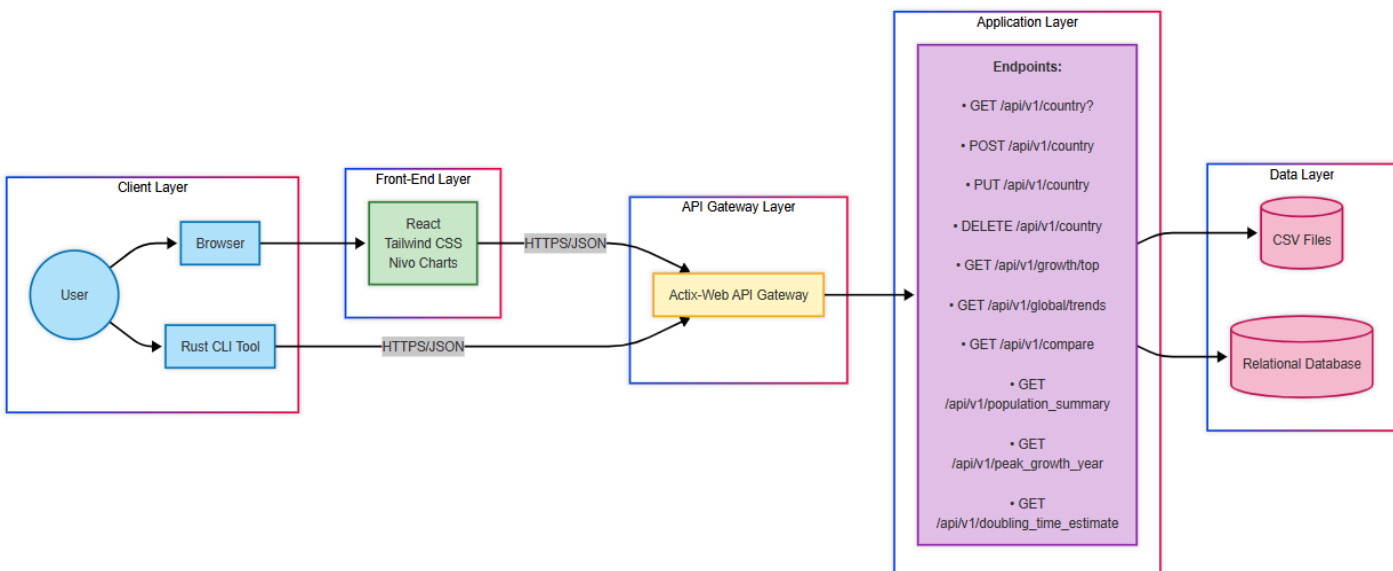 Client Layer
User
Browser
Rust CLI Tool
Front-End Layer
React
Tailwind CSS
Nivo Charts
HTTPS/JSON
HTTPS/JSON
API Gateway Layer
Actix-Web API Gateway
Application Layer
Endpoints:
• GET /api/v1/country?
• POST /api/v1/country
• PUT /api/v1/country
• DELETE /api/v1/country
• GET /api/v1/growth/top
• GET /api/v1/global/trends
• GET /api/v1/compare
• GET
/api/v1/population_summary
• GET
/api/v1/peak_growth_year
• GET
/api/v1/doubling_time_estimate
Data Layer
CSV Files
Relational Database